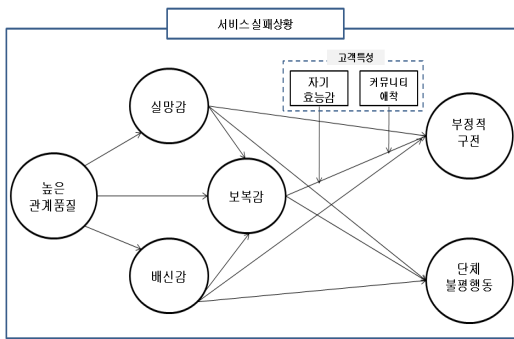 서비스 실패상황
고객특성
자기
효능감
커뮤니티
애착
실망감
부정적
구전
높은
관계품질
보복감
배신감
단체
불평행동